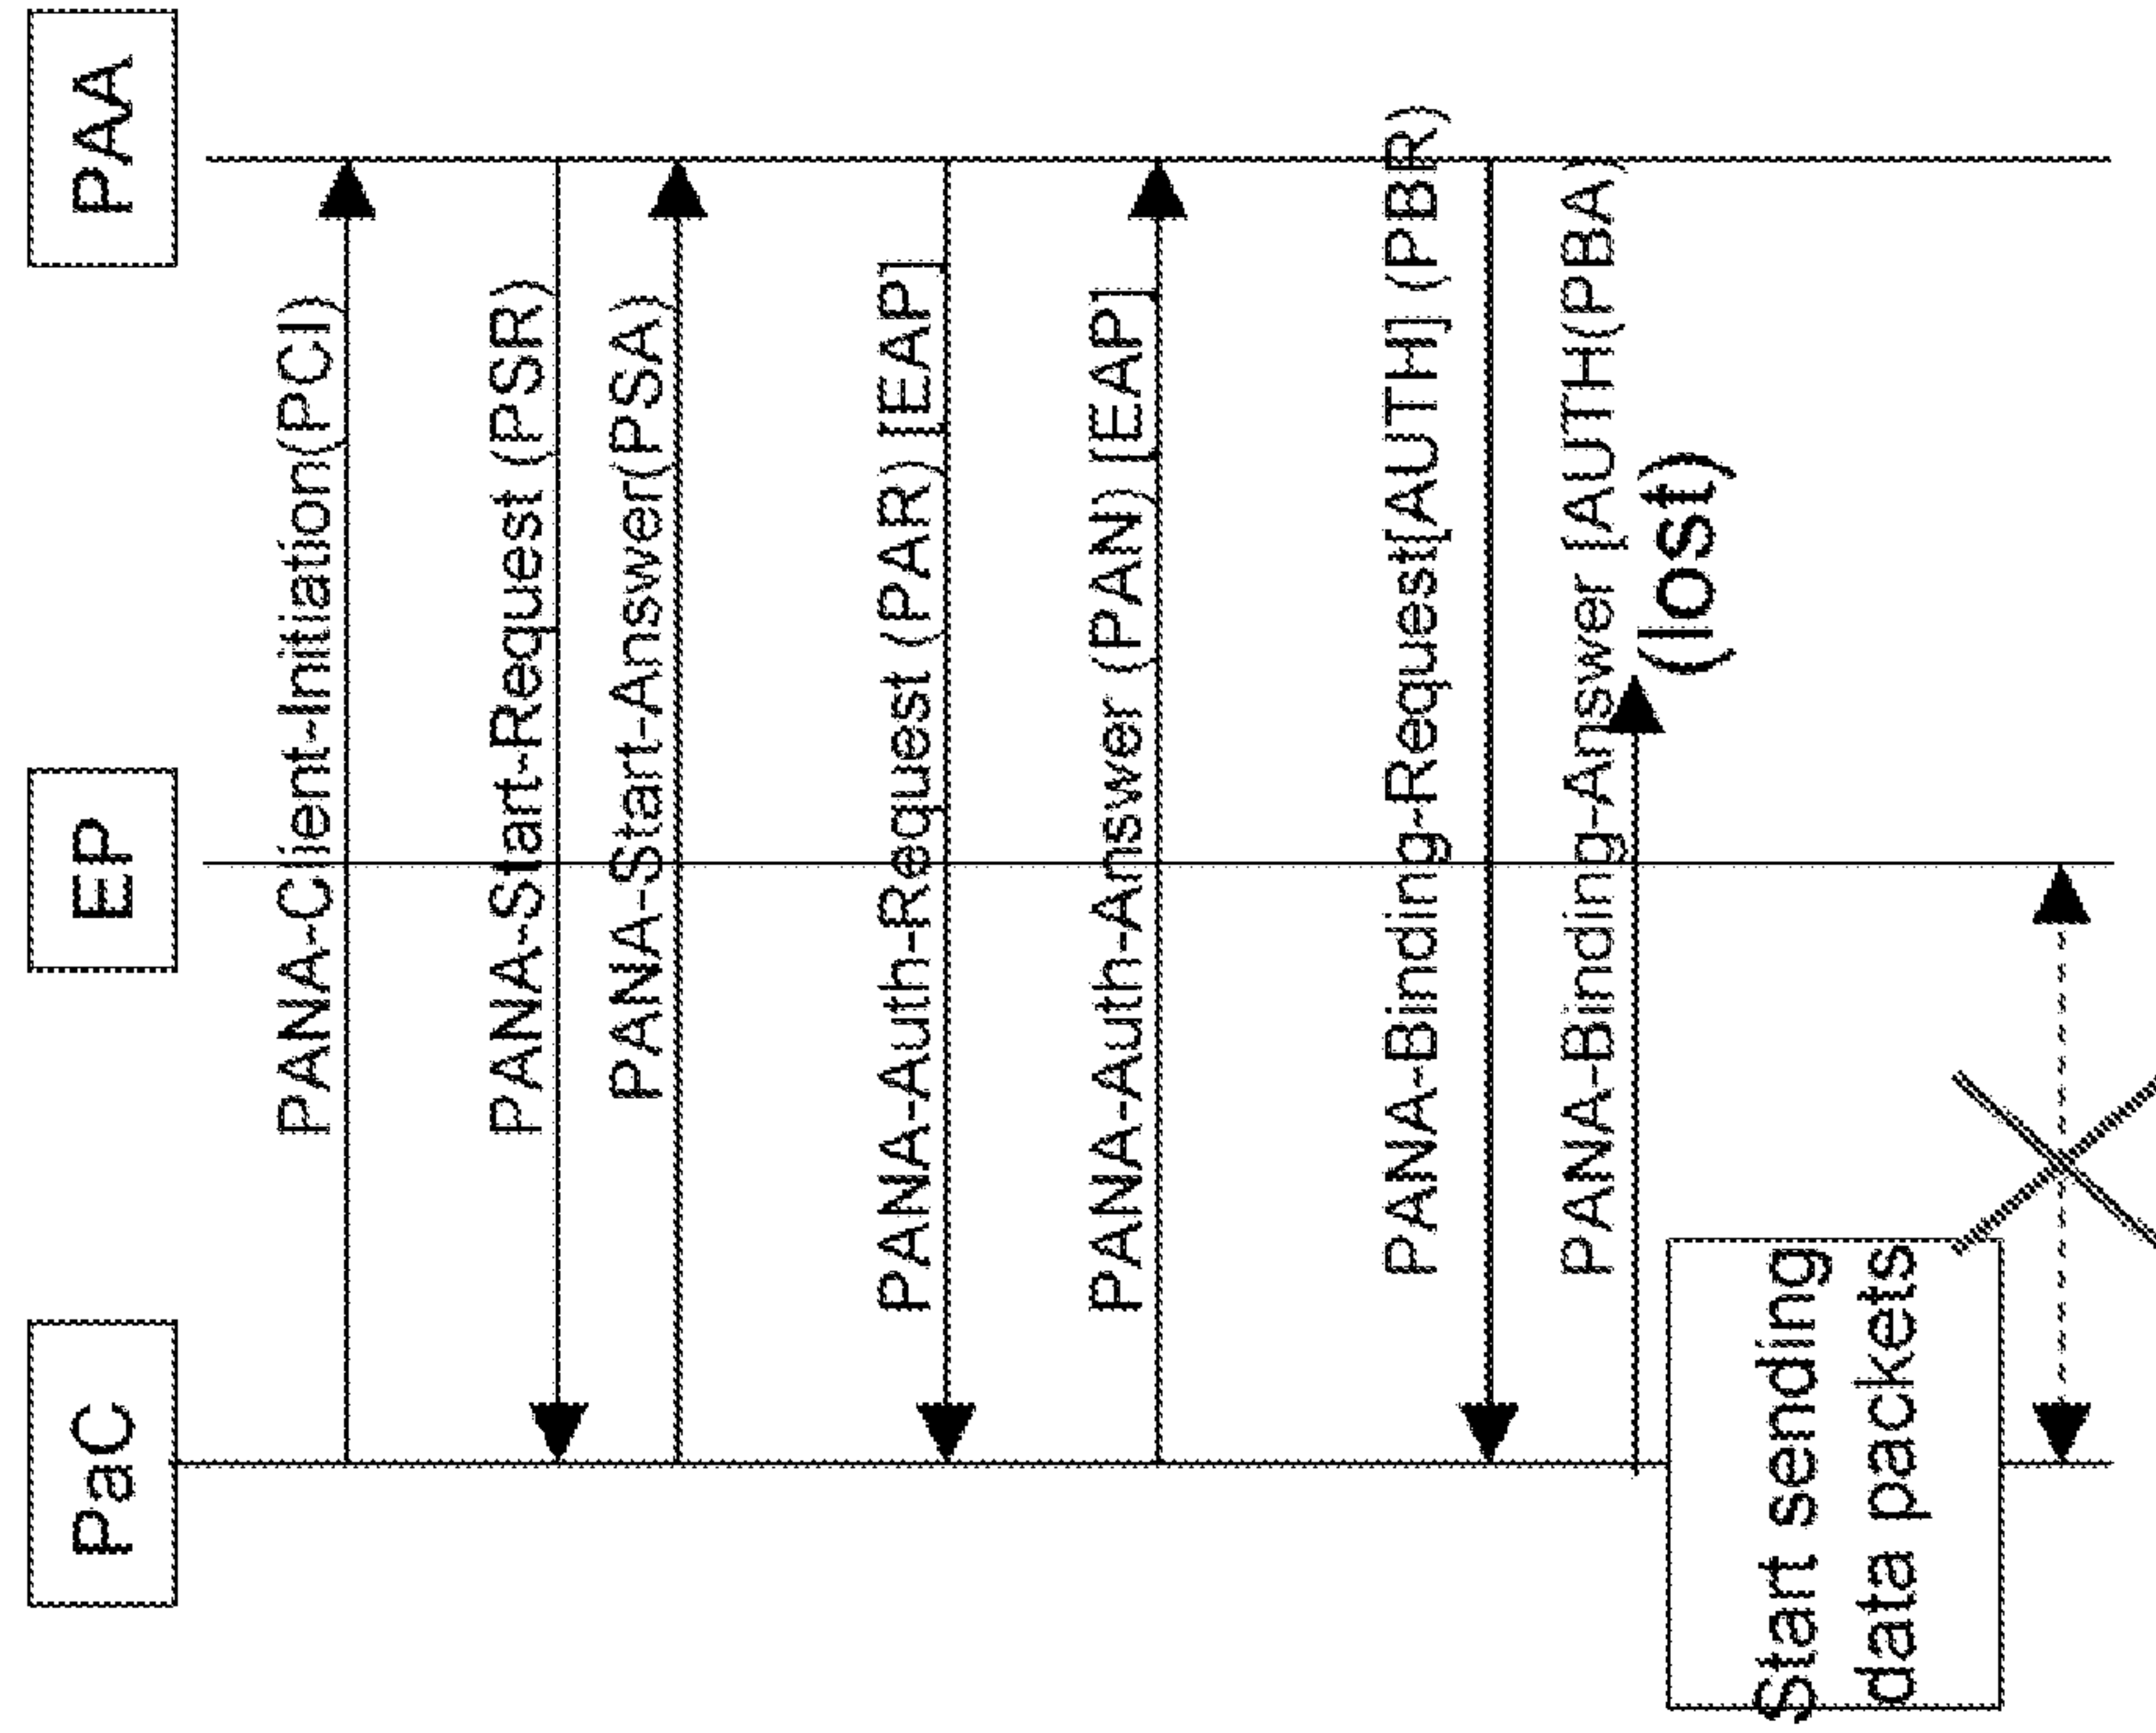 PaC
EP
PAA
PANA-Client-Initiation(PCI)
PANA-Start-Request (PSR)
PANA-Start-Answer(PSA)
PANA-Auth-Request (PAR) [EAP]
PANA-Auth-Answer (PAN) [EAP]
PANA-Binding-Request[AUTH] (PBR)
PANA-Binding-Answer [AUTH(PBA)
(lost)
Start sending
data packets